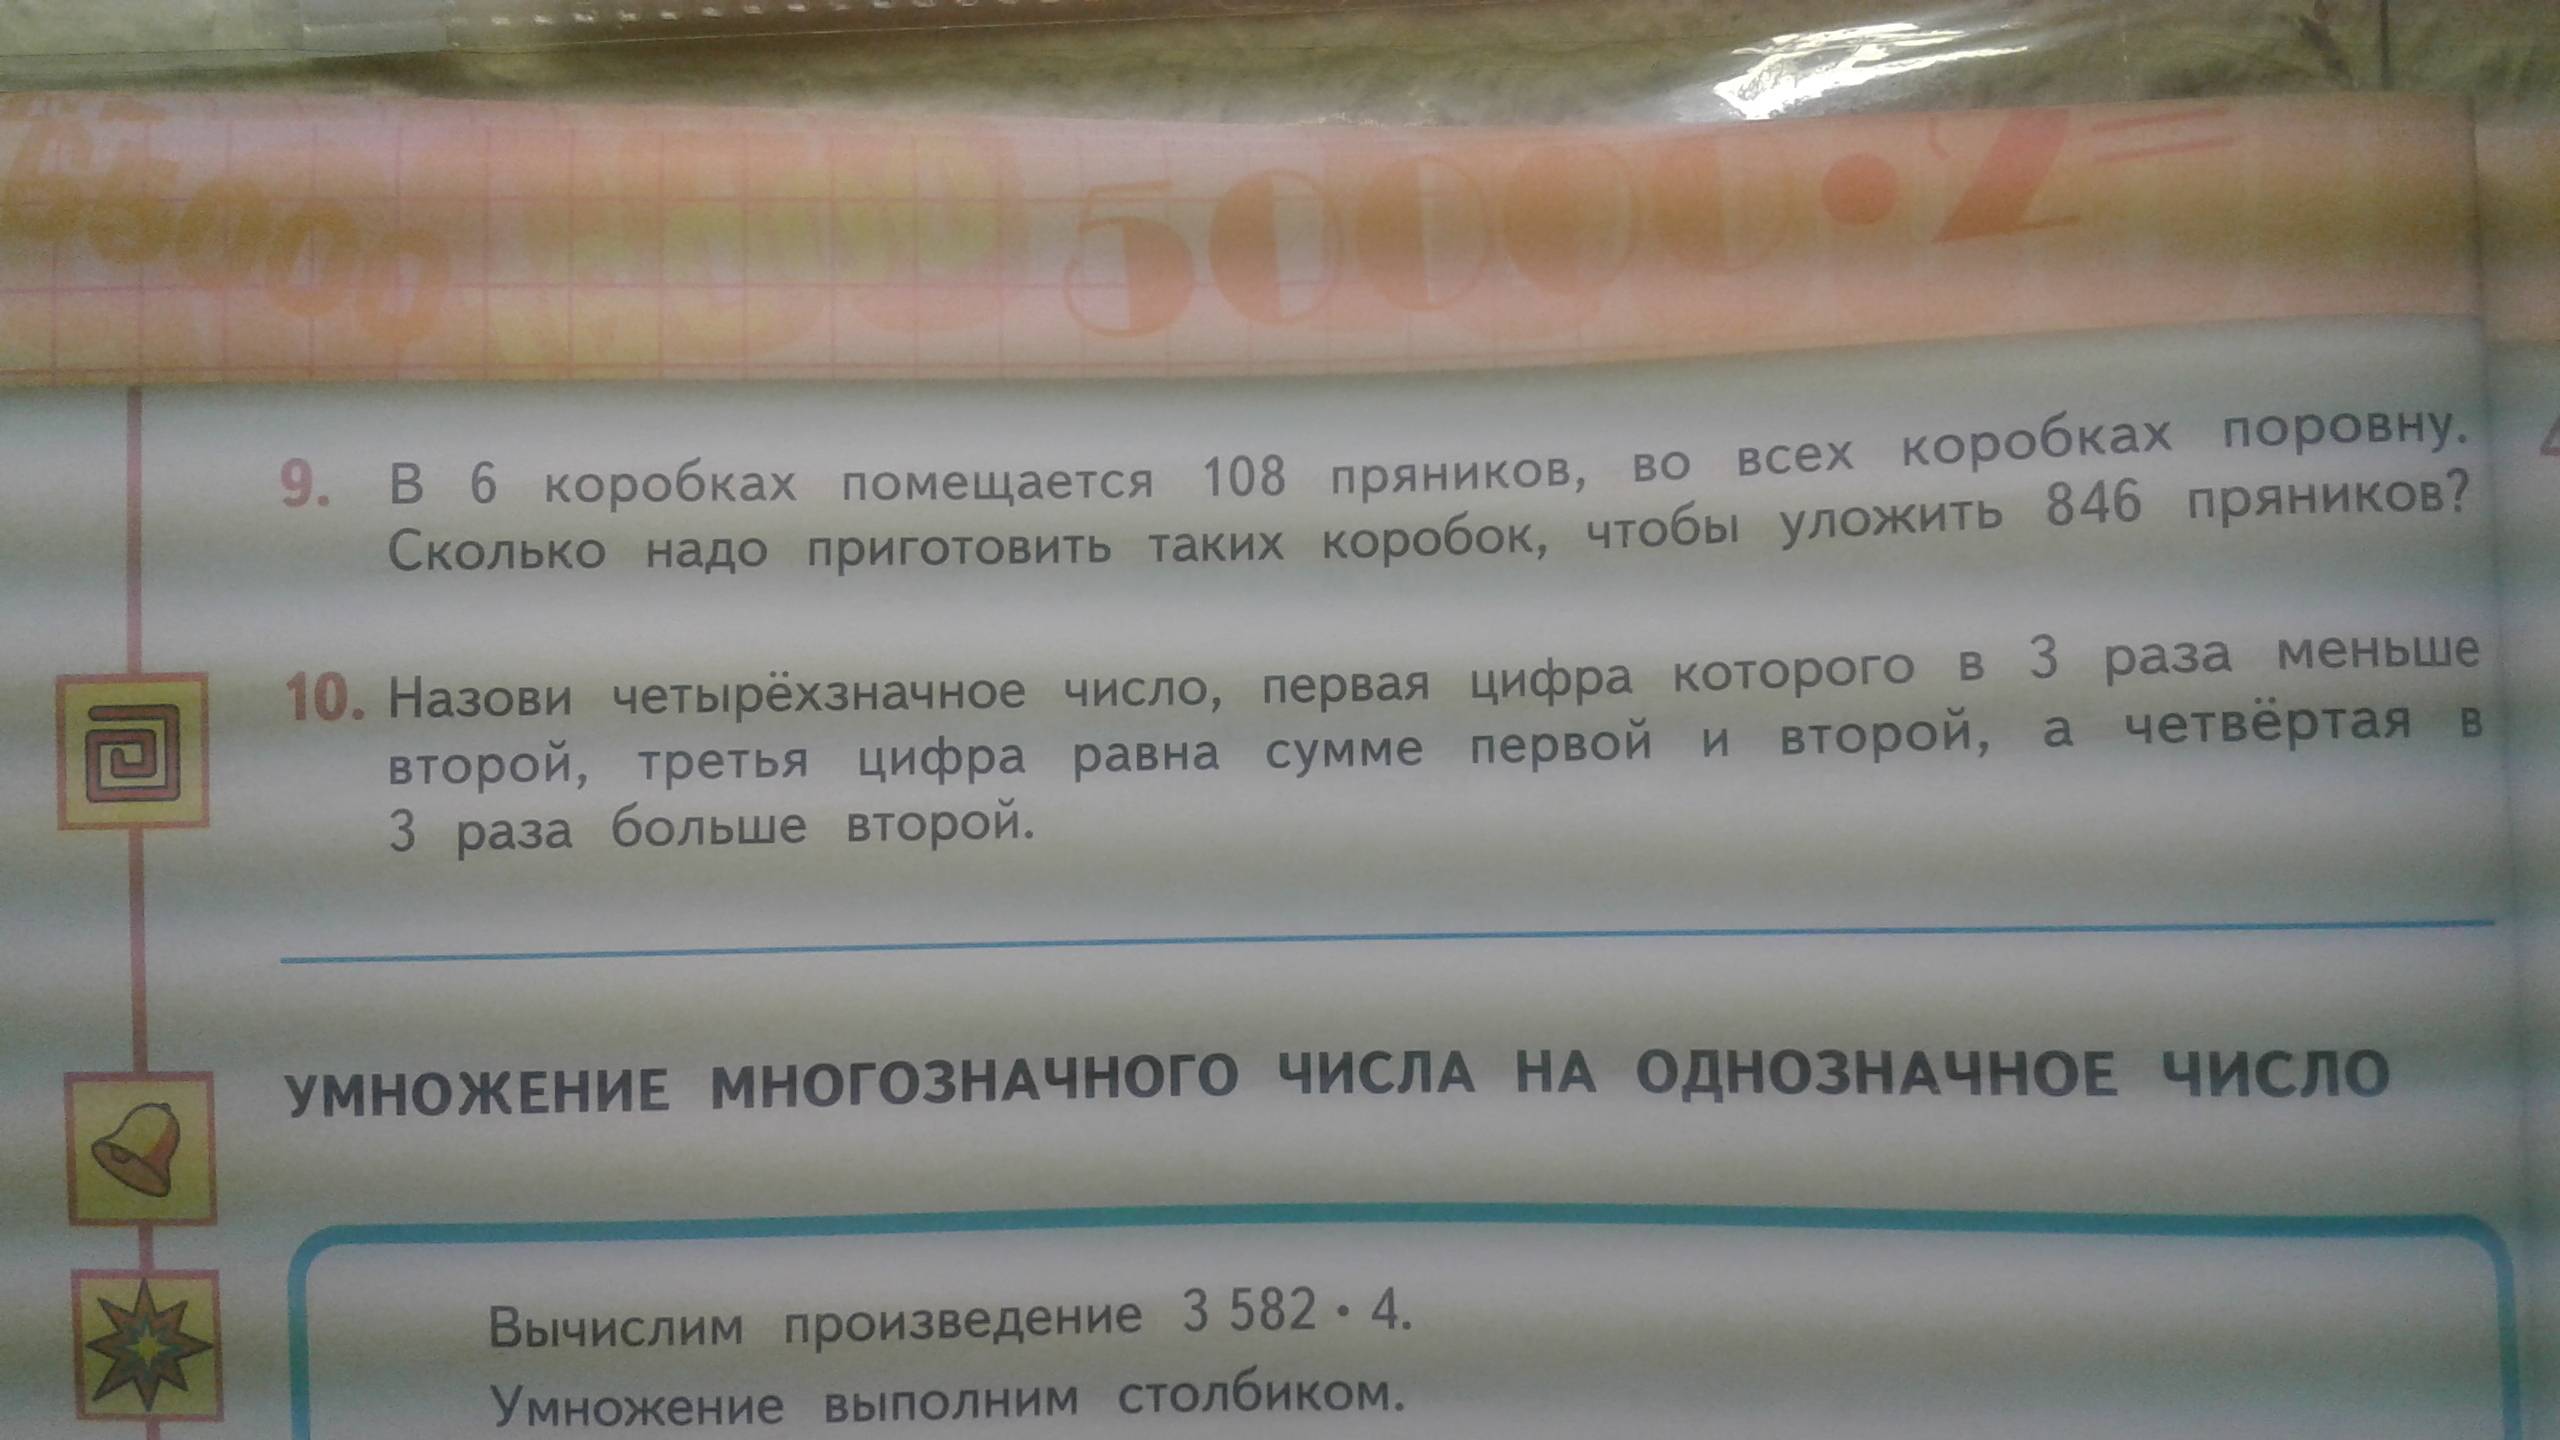 50000·7=
9. В 6 коробках помещается 108 пряников, во всех коробках поровну.
Сколько надо приготовить таких коробок, чтобы уложить 846 пряников?
10. Назови четырёхзначное число, первая цифра которого в 3 раза меньше
второй, третья цифра равна сумме первой и второй, а четвёртая в
3 раза больше второй.
УМНОЖЕНИЕ МНОГОЗНАЧНОГО ЧИСЛА НА ОДНОЗНАЧНОЕ ЧИСЛО
Вычислим произведение 3 582 • 4.
Умножение выполним столбиком.